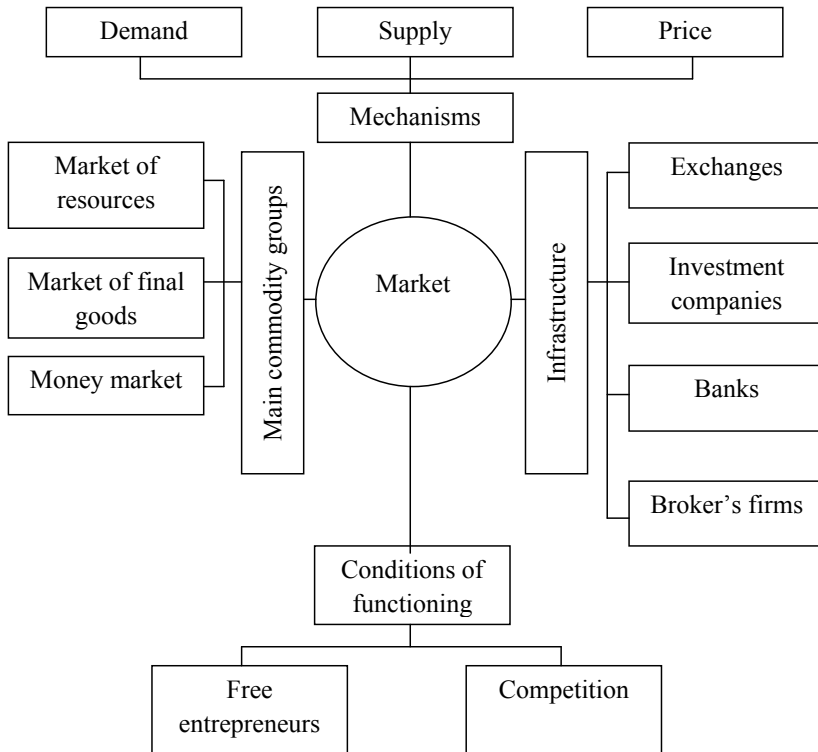 Demand
Supply
Price
Mechanisms
Market of
resources
Market of final
goods
Money market
Main commodity groups
Market
Infrastructure
Exchanges
Investment
companies
Banks
Broker’s firms
Conditions of
functioning
Free
entrepreneurs
Competition